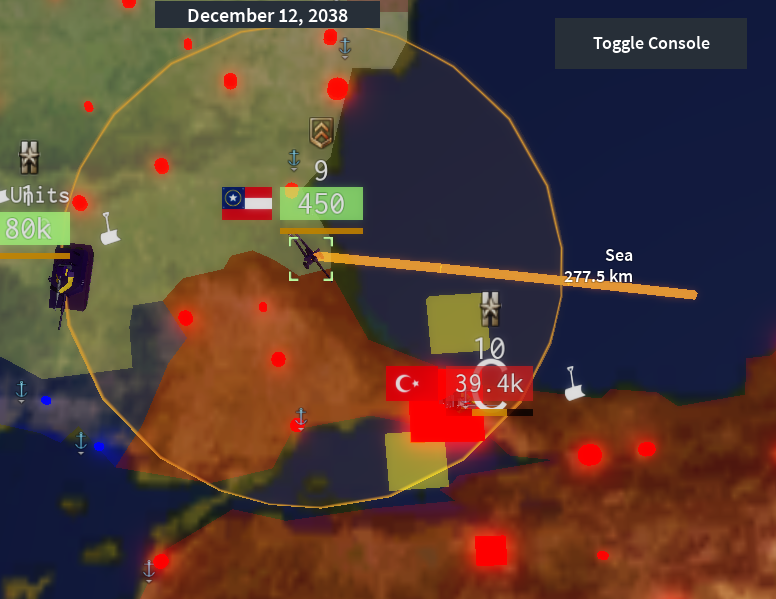 December 12, 2038
Toggle Console
9
450
Units
80k
Sea
277.5 km
10
39.4k